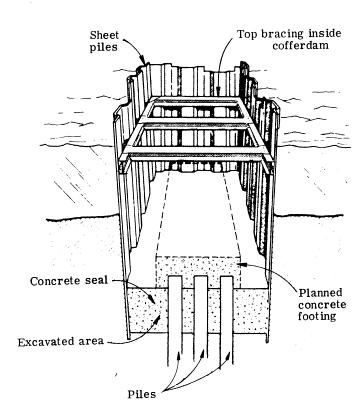 Sheet
piles
Top bracing inside
cofferdam
Concrete seal
Planned
concrete
footing
Excavated area
Piles